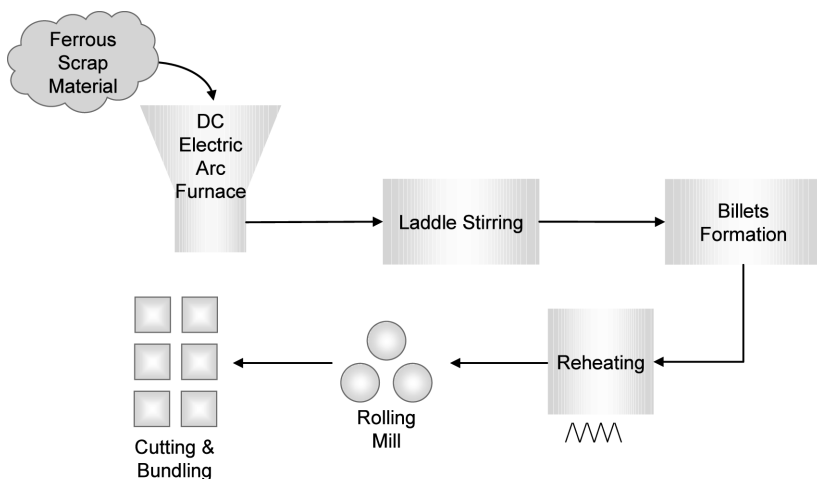 Ferrous
Scrap
Material
DC
Electric
Arc
Furnace
Laddle Stirring
Billets
Formation
Reheating
Rolling
Mill
Cutting &
Bundling